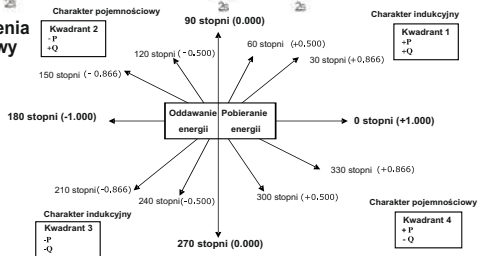 Charakter pojemnościowy
90 stopni (0.000)
Charakter indukcyjny
enia
wy
Kwadrant 2
- P
+Q
Kwadrant 1
+P
+Q
120 stopni (- 0.500)
60 stopni (+0.500)
150 stopni ( - 0.866)
30 stopni (+0.866)
180 stopni (-1.000)
Oddawanie energii
Pobieranie energii
0 stopni (+1.000)
210 stopni(-0.866)
330 stopni (+0.866)
240 stopni(-0.500)
300 stopni (+0.500)
Charakter indukcyjny
Kwadrant 3
-P
-Q
270 stopni (0.000)
Charakter pojemnościowy
Kwadrant 4
+ P
- Q